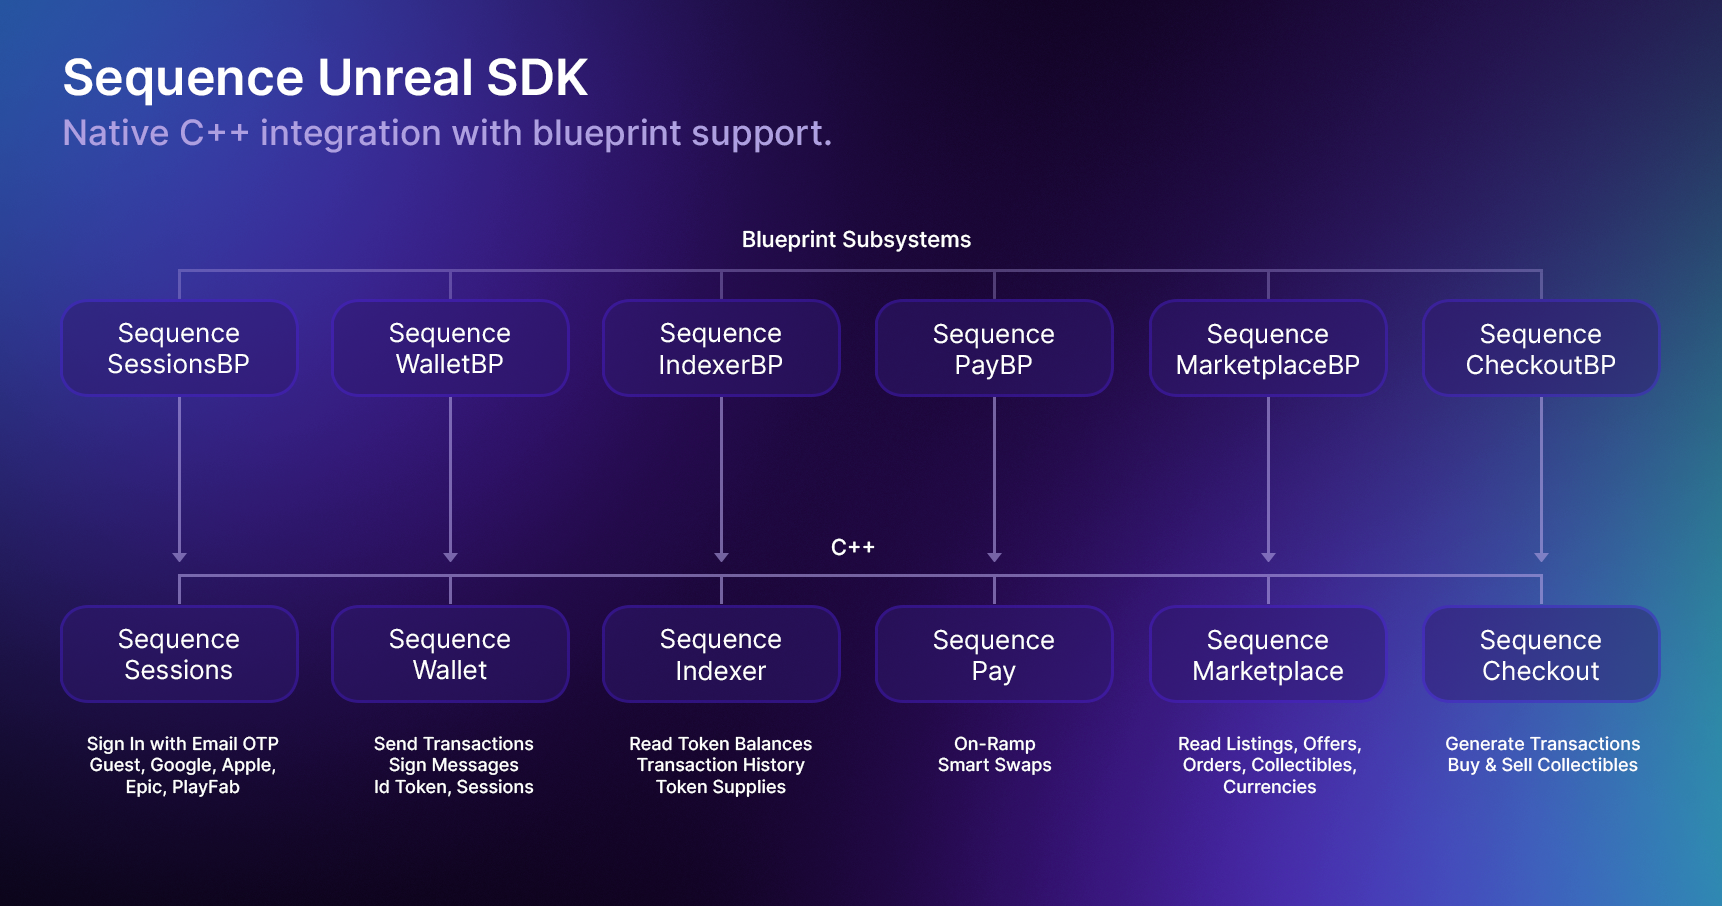 Sequence Unreal SDK
Native C++ integration with blueprint support.
Blueprint Subsystems
Sequence
SessionsBP
Sequence
WalletBP
Sequence
IndexerBP
Sequence
PayBP
Sequence
MarketplaceBP
Sequence
CheckoutBP
C++
Sequence
Sessions
Sequence
Wallet
Sequence
Indexer
Sequence
Pay
Sequence
Marketplace
Sequence
Checkout
Sign In with Email OTP
Guest, Google, Apple,
Epic, PlayFab
Send Transactions
Sign Messages
Id Token, Sessions
Read Token Balances
Transaction History
Token Supplies
On-Ramp
Smart Swaps
Read Listings, Offers,
Orders, Collectibles,
Currencies
Generate Transactions
Buy & Sell Collectibles